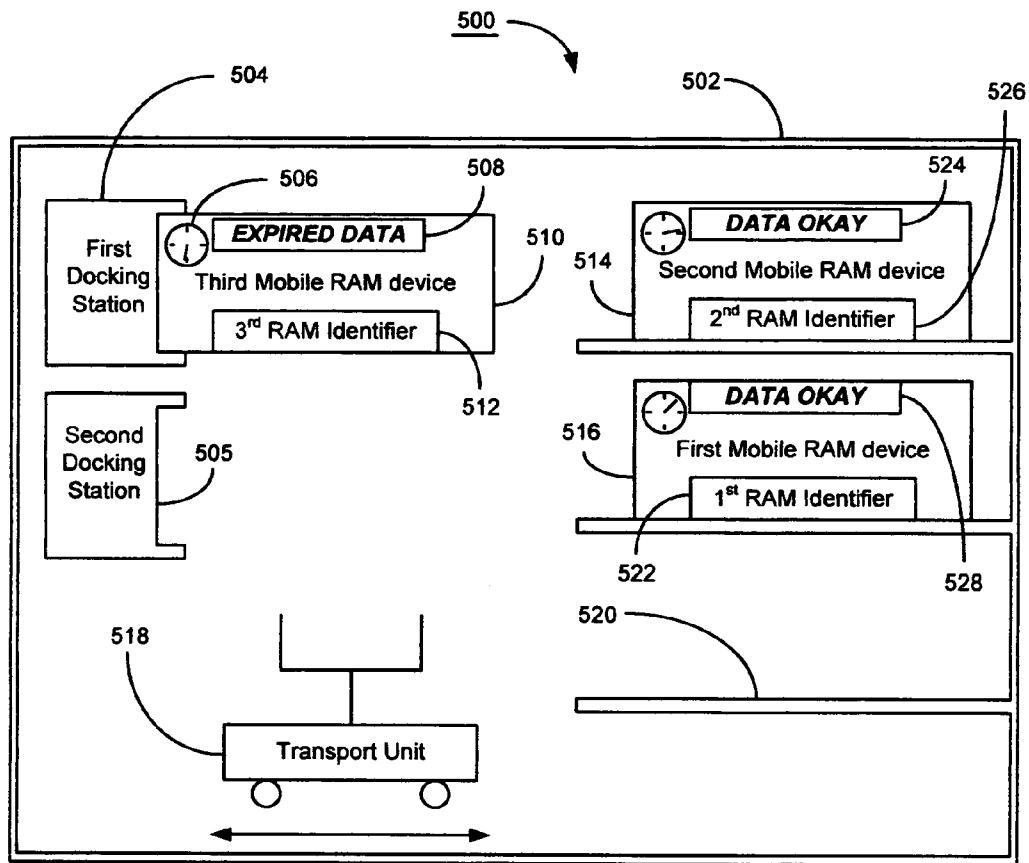 500
504
502
526
506
508
524
First
Docking
Station
EXPIRED DATA
Third Mobile RAM device
3rd RAM Identifier
510
512
DATA OKAY
Second Mobile RAM device
2nd RAM Identifier
514
Second
Docking
Station
505
DATA OKAY
First Mobile RAM device
1st RAM Identifier
516
522
528
520
518
Transport Unit